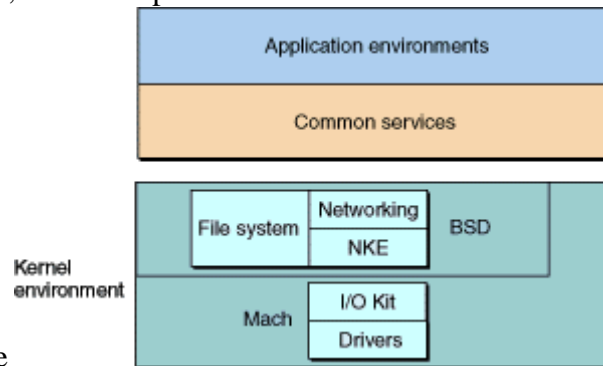 Application environments
Common services
File system
Networking
NKE
BSD
Kernel
environment
Mach
I/O Kit
Drivers
e